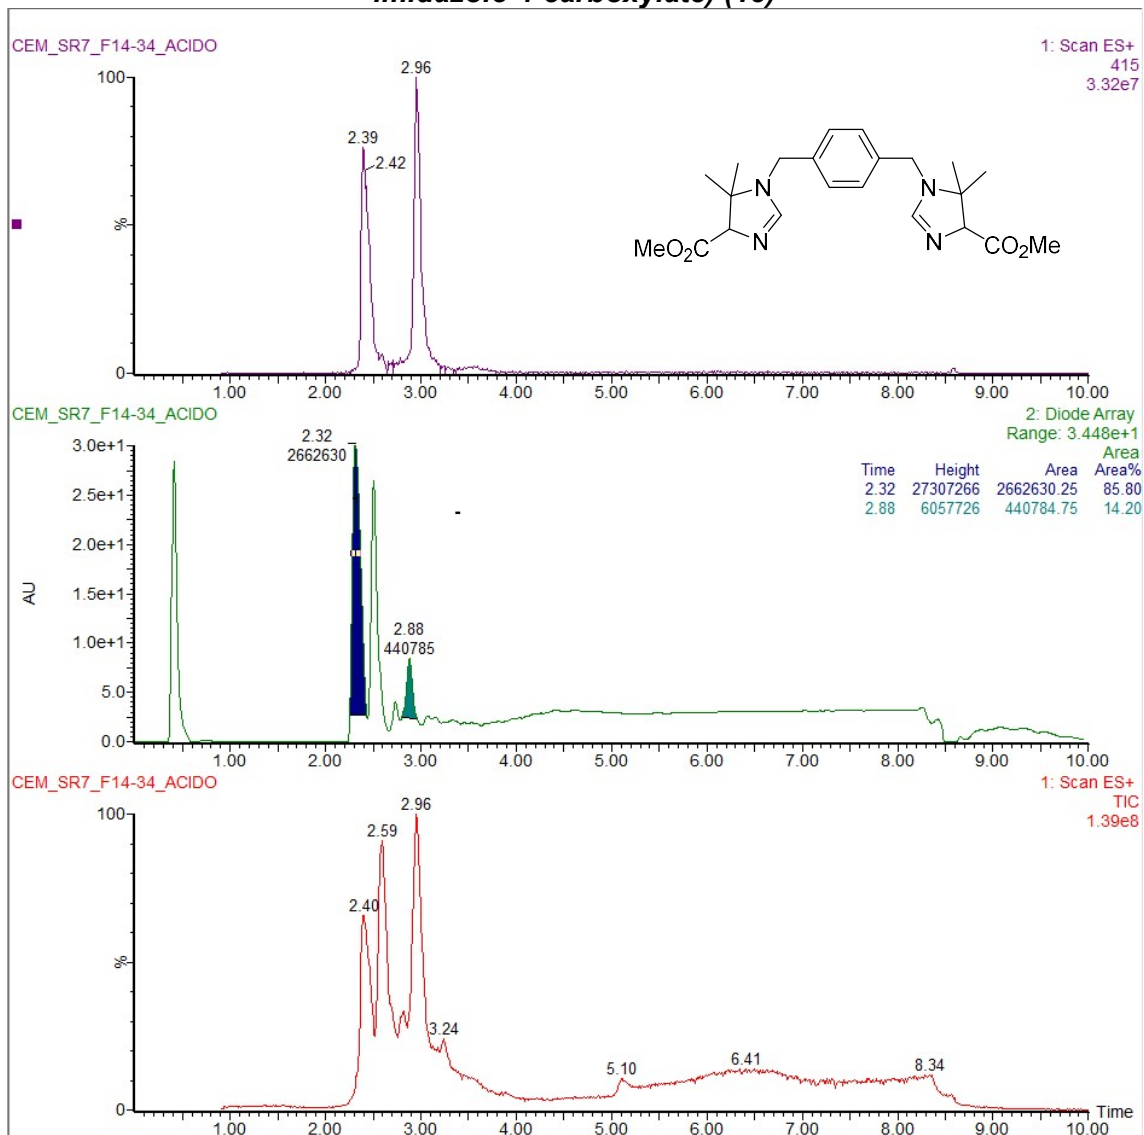 CEM_SR7_F14-34_ACIDO
1: Scan ES+
415
3.32e7
100
%
0
2.39
2.42
2.96
MeO₂C
N
N
N
N
CO₂Me
1.00 2.00 3.00 4.00 5.00 6.00 7.00 8.00 9.00 10.00
CEM_SR7_F14-34_ACIDO
2: Diode Array
Range: 3.448e+1
Area
Time Height Area Area%
2.32 27307266 2662630.25 85.80
2.88 6057726 440784.75 14.20
AU
3.0e+1
2.5e+1
2.0e+1
1.5e+1
1.0e+1
5.0
0.0
2.32
2662630
2.88
440785
1.00 2.00 3.00 4.00 5.00 6.00 7.00 8.00 9.00 10.00
CEM_SR7_F14-34_ACIDO
1: Scan ES+
TIC
1.39e8
100
%
0
2.40
2.59
2.96
3.24
5.10
6.41
8.34
Time
1.00 2.00 3.00 4.00 5.00 6.00 7.00 8.00 9.00 10.00